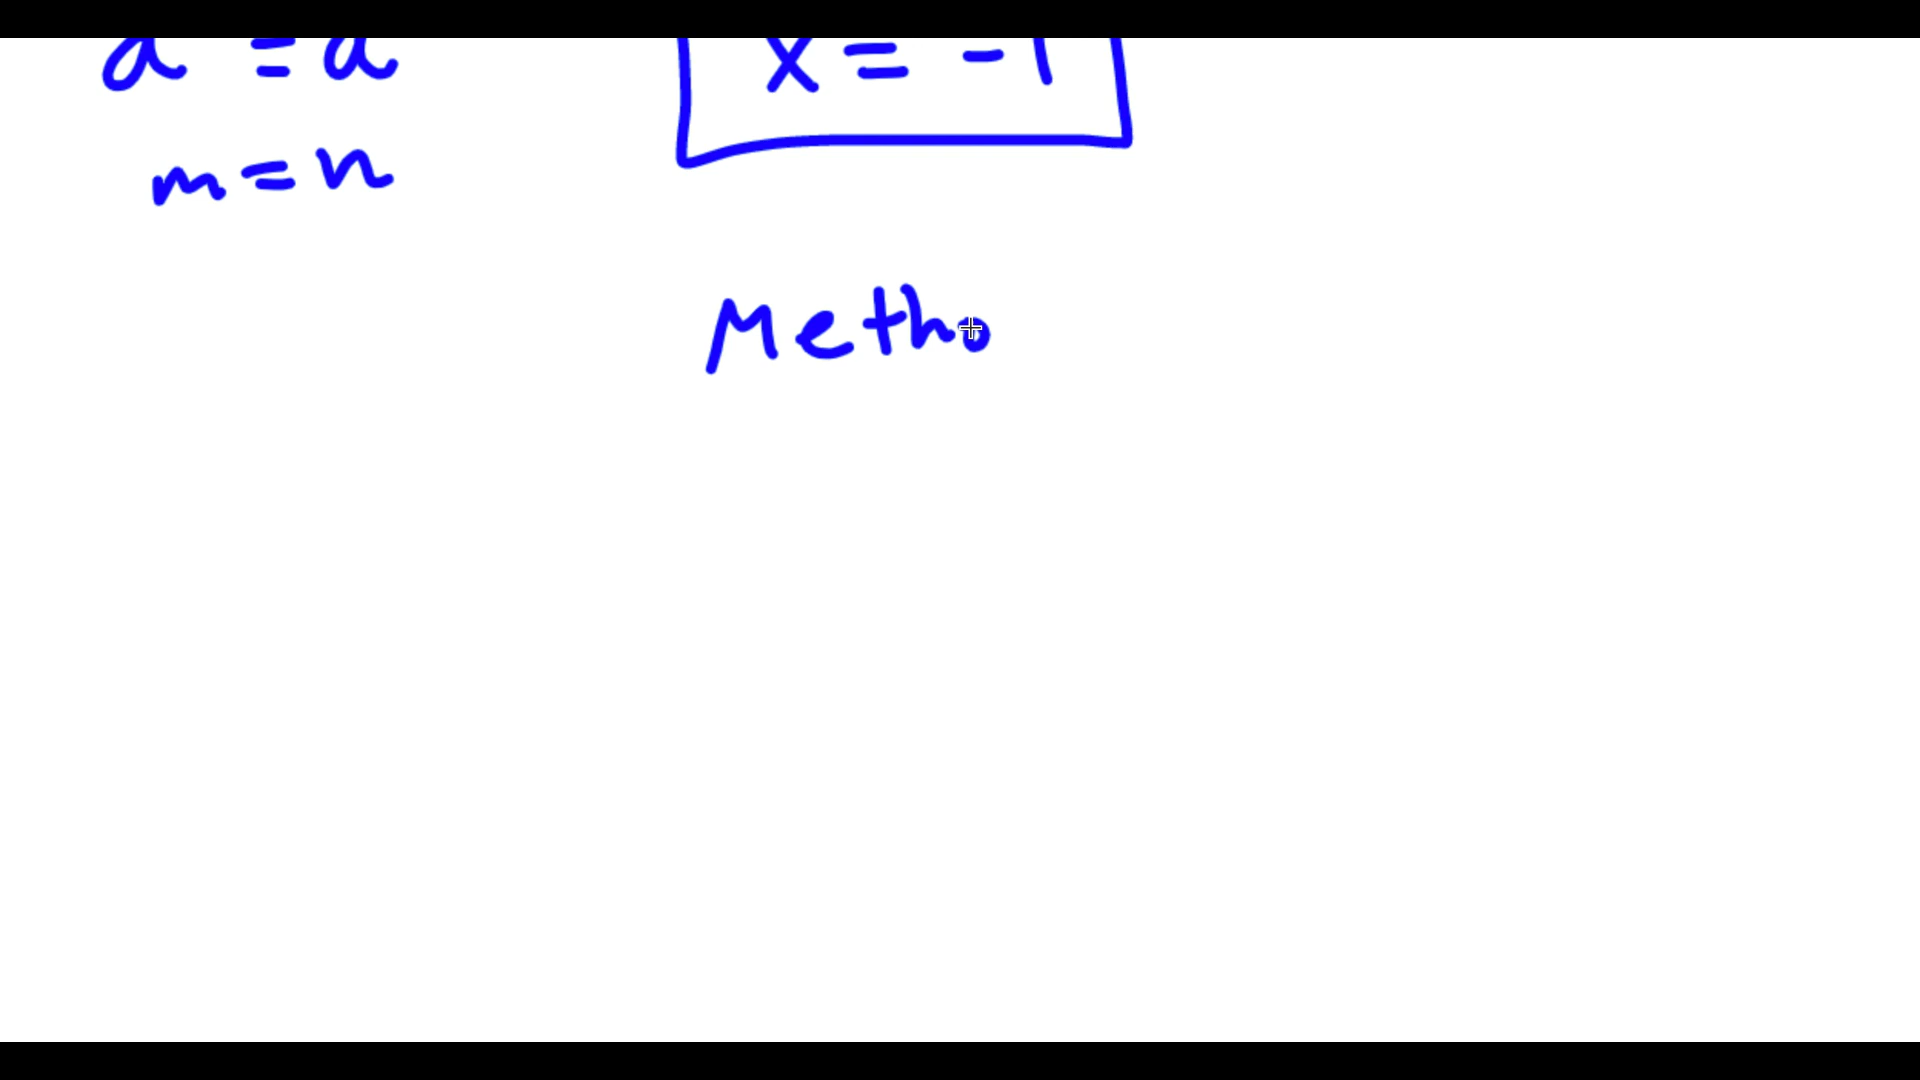 a = a
x = -1
m = n
Metho